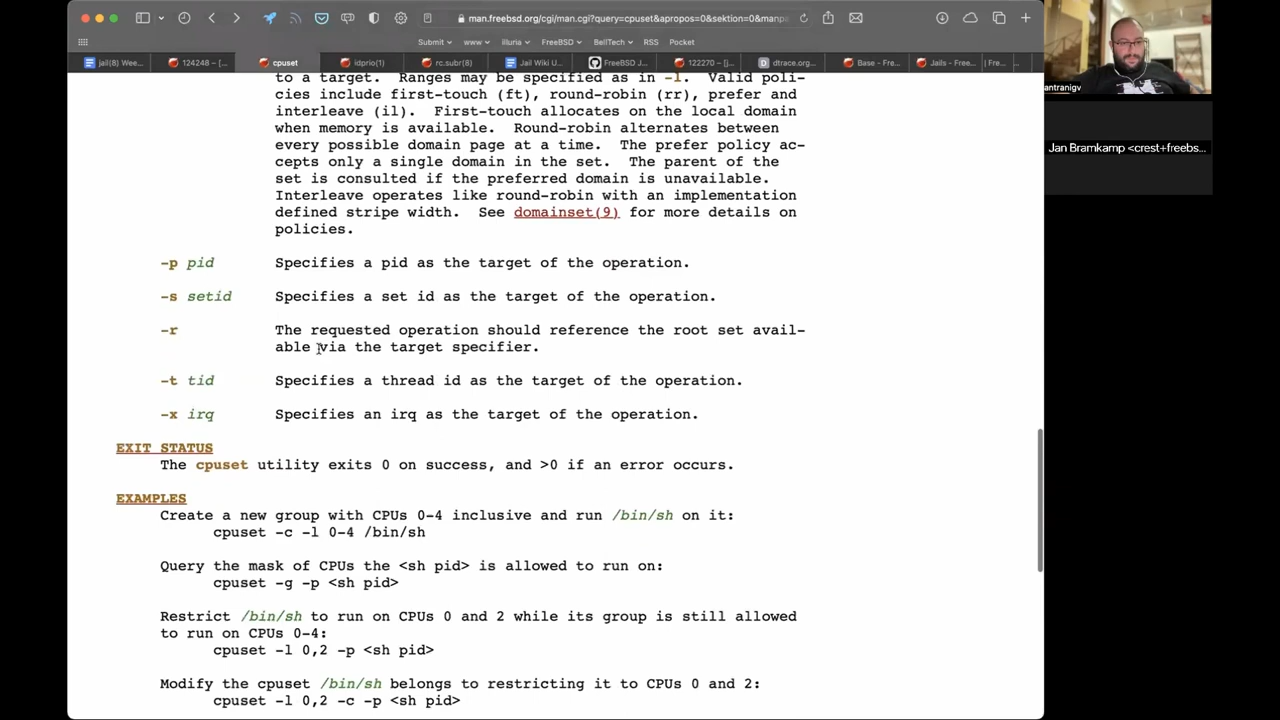 man.freebsd.org/cgi/man.cgi?query=cpuset&apropos=0&sektion=0&manpa
Submit www illuria FreeBSD BellTech RSS Pocket
jail(8) Wee... 124248 – [... cpuset idprio(1) rc.subr(8) Jail Wiki U... FreeBSD J... 122270 – [j... dtrace.org... Base - Fre... Jails - Free... | Fre...
antranigv
Jan Bramkamp <crest+freebs...
to a target. Ranges may be specified as in -l. Valid poli-
cies include first-touch (ft), round-robin (rr), prefer and
interleave (il). First-touch allocates on the local domain
when memory is available. Round-robin alternates between
every possible domain page at a time. The prefer policy ac-
cepts only a single domain in the set. The parent of the
set is consulted if the preferred domain is unavailable.
Interleave operates like round-robin with an implementation
defined stripe width. See domainset(9) for more details on
policies.
-p pid Specifies a pid as the target of the operation.
-s setid Specifies a set id as the target of the operation.
-r The requested operation should reference the root set avail-
able via the target specifier.
-t tid Specifies a thread id as the target of the operation.
-x irq Specifies an irq as the target of the operation.
EXIT STATUS
The cpuset utility exits 0 on success, and >0 if an error occurs.
EXAMPLES
Create a new group with CPUs 0-4 inclusive and run /bin/sh on it:
cpuset -c -l 0-4 /bin/sh
Query the mask of CPUs the <sh pid> is allowed to run on:
cpuset -g -p <sh pid>
Restrict /bin/sh to run on CPUs 0 and 2 while its group is still allowed
to run on CPUs 0-4:
cpuset -l 0,2 -p <sh pid>
Modify the cpuset /bin/sh belongs to restricting it to CPUs 0 and 2:
cpuset -l 0,2 -c -p <sh pid>